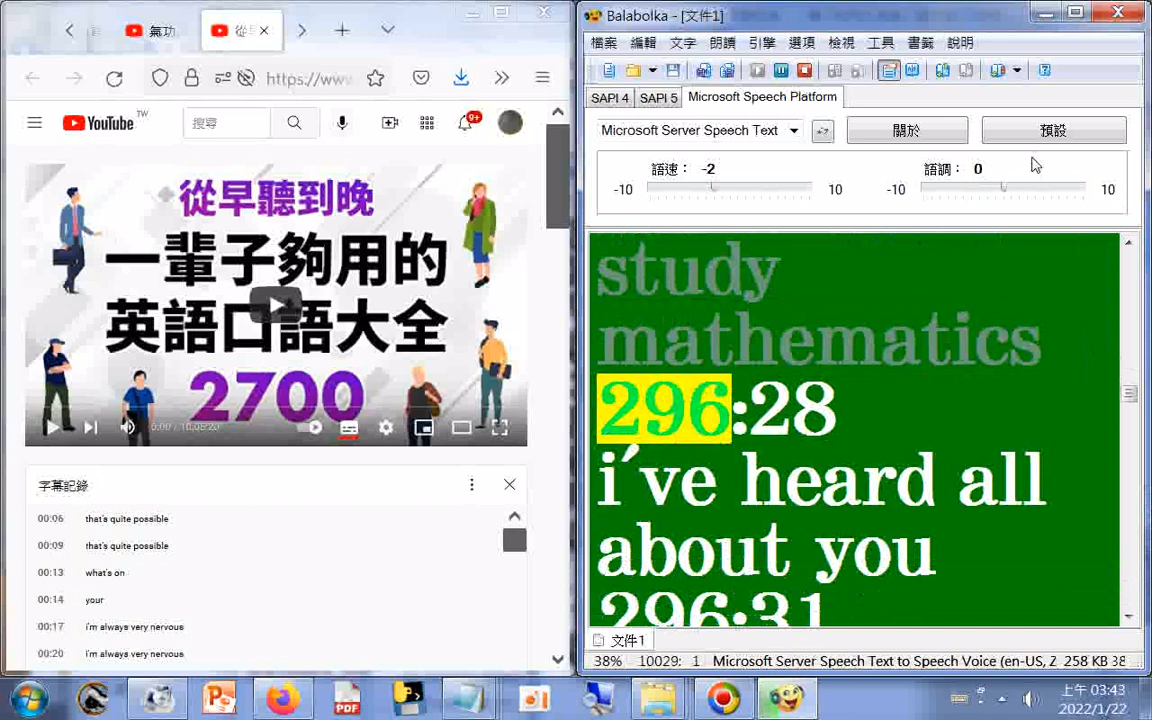 氣功
從
https://www
YouTube TW
搜尋
9+
從早聽到晚
一輩子夠用的
英語口語大全
2700
0:00 / 10:05:20
字幕記錄
00:06 that's quite possible
00:09 that's quite possible
00:13 what's on
00:14 your
00:17 i'm always very nervous
00:20 i'm always very nervous
Balabolka - [文件1]
檔案 編輯 文字 朗讀 引擎 選項 檢視 工具 書籤 說明
SAPI 4 SAPI 5 Microsoft Speech Platform
Microsoft Server Speech Text 關於 預設
語速: -2 語調: 0
-10 10 -10 10
study
mathematics
296:28
i´ve heard all
about you
296:31
文件1
38% 10029: 1 Microsoft Server Speech Text to Speech Voice (en-US, Z 258 KB 38
上午 03:43
2022/1/22